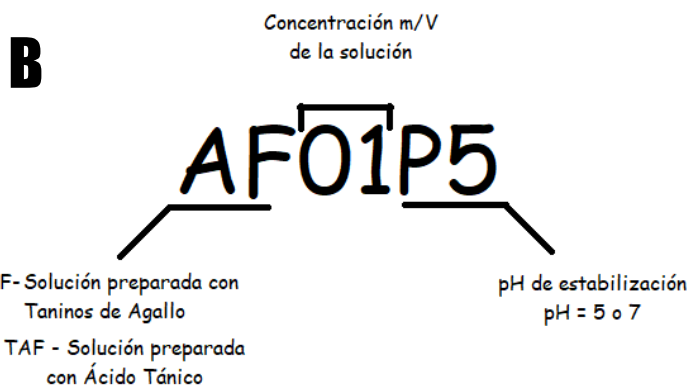 Concentración m/V
de la solución
B
AF01P5
F- Solución preparada con
Taninos de Agallo
TAF - Solución preparada
con Ácido Tánico
pH de estabilización
pH = 5 o 7